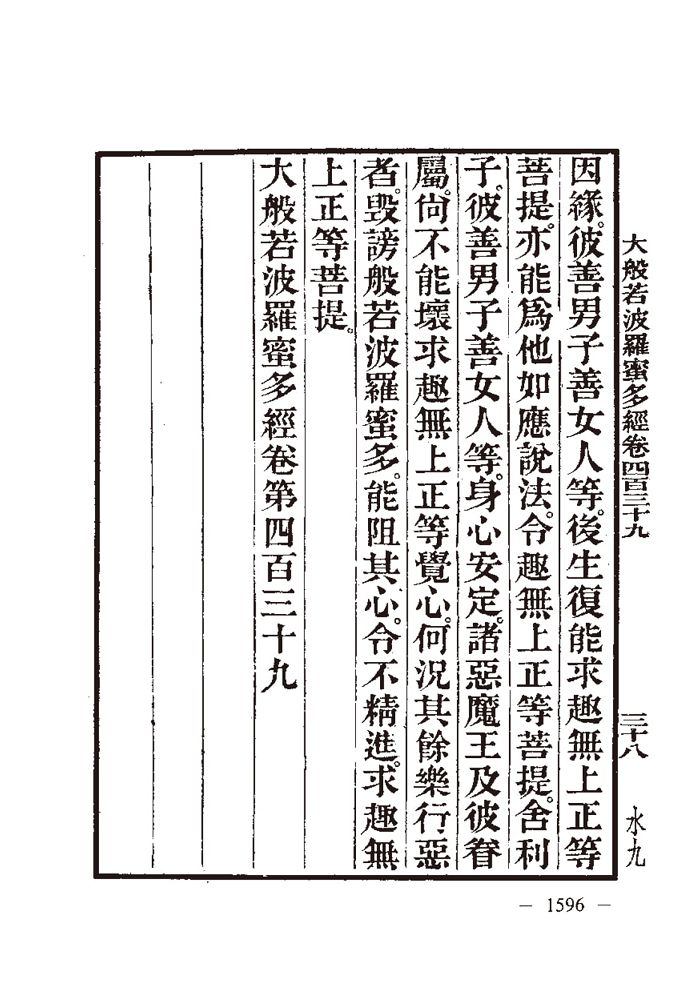 大般若波羅蜜多經卷四百三十九　三十八　水九
因緣。彼善男子善女人等。後生復能求趣無上正等
菩提。亦能爲他如應說法。令趣無上正等菩提。舍利
子。彼善男子善女人等。身心安定。諸惡魔王及彼眷
屬。尙不能壞求趣無上正等覺心。何況其餘樂行惡
者。毀謗般若波羅蜜多。能阻其心。令不精進。求趣無
上正等菩提。
大般若波羅蜜多經卷第四百三十九
— 1596 —